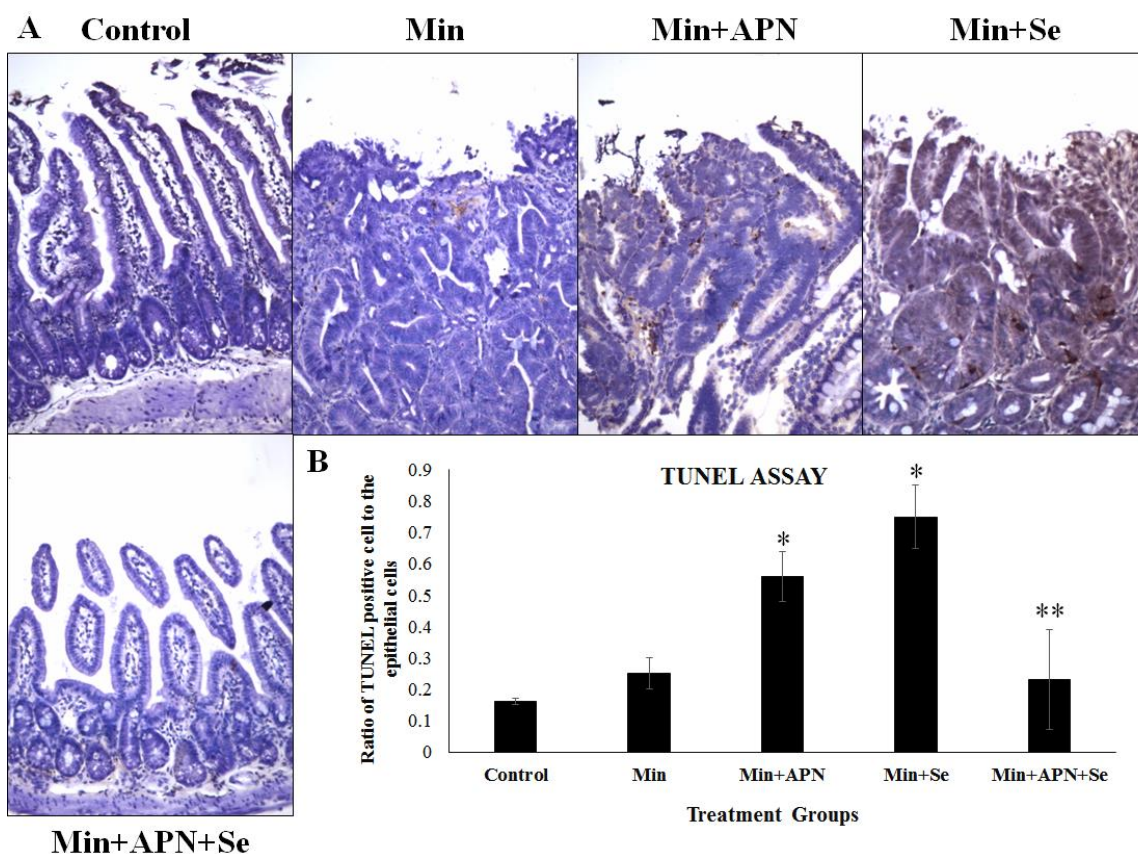 A
Control
Min
Min+APN
Min+Se
Min+APN+Se
B
TUNEL ASSAY
Ratio of TUNEL positive cell to the
epithelial cells
0.9
0.8
0.7
0.6
0.5
0.4
0.3
0.2
0.1
0
*
*
**
Control
Min
Min+APN
Min+Se
Min+APN+Se
Treatment Groups